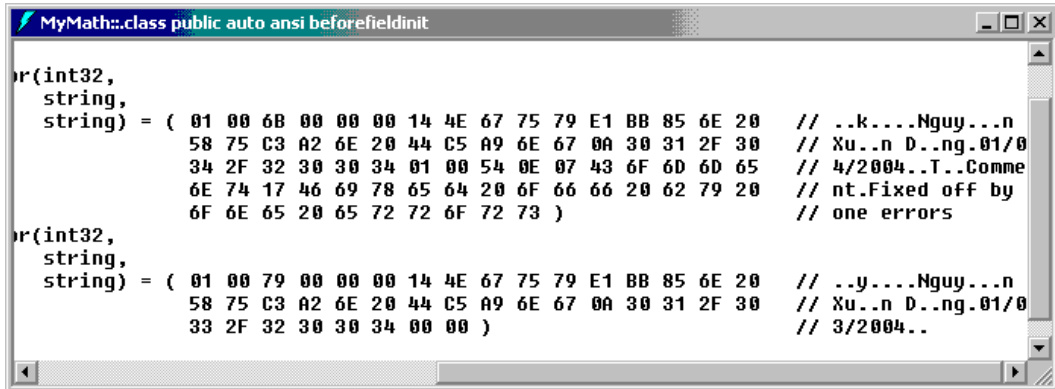 MyMath::.class public auto ansi beforefieldinit
or(int32,
string,
string) = ( 01 00 6B 00 00 00 14 4E 67 75 79 E1 BB 85 6E 20 // ..k....Nguy...n
58 75 C3 A2 6E 20 44 C5 A9 6E 67 0A 30 31 2F 30 // Xu..n D..ng.01/0
34 2F 32 30 30 34 01 00 54 0E 07 43 6F 6D 6D 65 // 4/2004..T..Comme
6E 74 17 46 69 78 65 64 20 6F 66 66 20 62 79 20 // nt.Fixed off by
6F 6E 65 20 65 72 72 6F 72 73 ) // one errors
or(int32,
string,
string) = ( 01 00 79 00 00 00 14 4E 67 75 79 E1 BB 85 6E 20 // ..y....Nguy...n
58 75 C3 A2 6E 20 44 C5 A9 6E 67 0A 30 31 2F 30 // Xu..n D..ng.01/0
33 2F 32 30 30 34 00 00 ) // 3/2004..